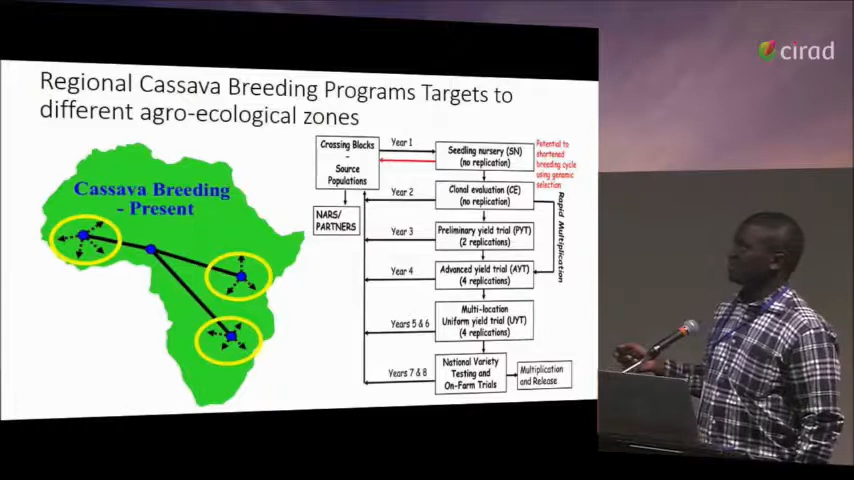 cirad
Regional Cassava Breeding Programs Targets to
different agro-ecological zones
Cassava Breeding
- Present
Crossing Blocks
-
Source
Populations
NARS/
PARTNERS
Year 1
Seedling nursery (SN)
(no replication)
Potential to
shortened
breeding cycle
using genomic
selection
Year 2
Clonal evaluation (CE)
(no replication)
Rapid Multiplication
Year 3
Preliminary yield trial (PYT)
(2 replications)
Year 4
Advanced yield trial (AYT)
(4 replications)
Years 5 & 6
Multi-location
Uniform yield trial (UYT)
(4 replications)
Years 7 & 8
National Variety
Testing and
On-Farm Trials
Multiplication
and Release